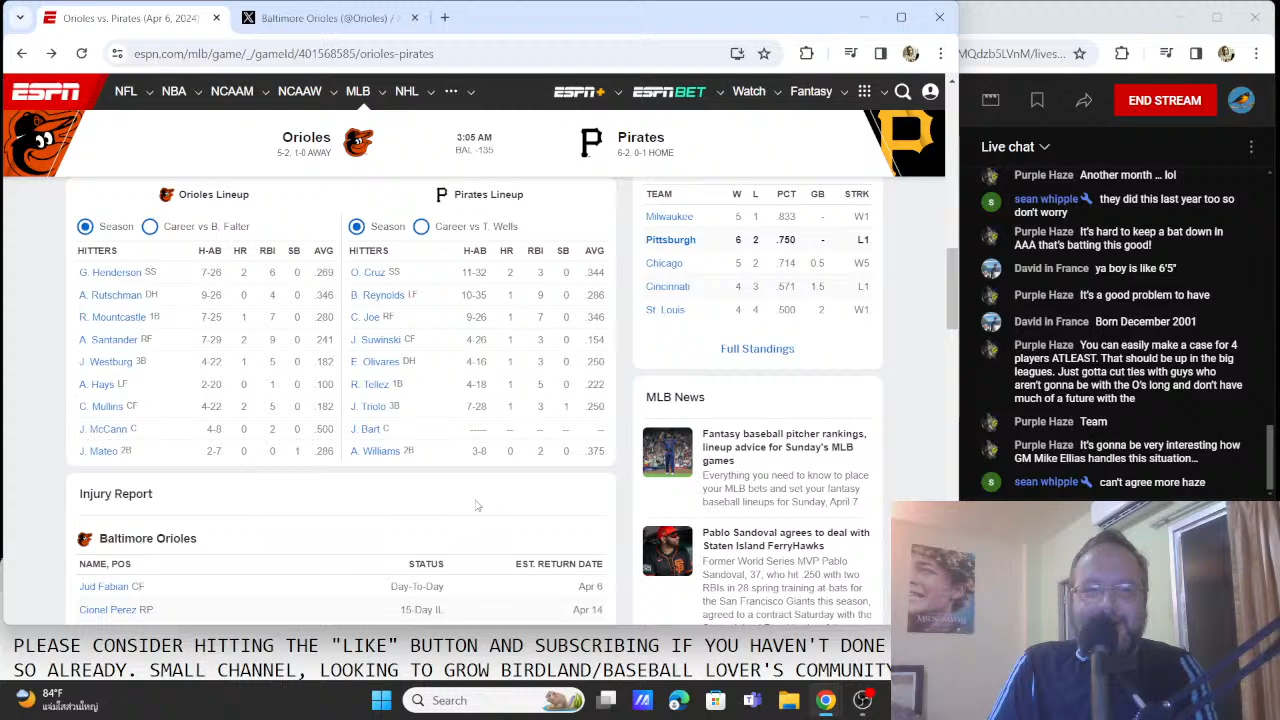 Orioles vs. Pirates (Apr 6, 2024)
Baltimore Orioles (@Orioles) /
espn.com/mlb/game/_/gameId/401568585/orioles-pirates
MQdzb5LVnM/lives...
ESPN
NFL
NBA
NCAAM
NCAAW
MLB
NHL
ESPN+
ESPN BET
Watch
Fantasy
Orioles
5-2, 1-0 AWAY
3:05 AM
BAL -135
Pirates
6-2, 0-1 HOME
Orioles Lineup
Pirates Lineup
Season
Career vs B. Falter
Season
Career vs T. Wells
HITTERS H-AB HR RBI SB AVG
G. Henderson SS 7-26 2 6 0 .269
A. Rutschman DH 9-26 0 4 0 .346
R. Mountcastle 1B 7-25 1 7 0 .280
A. Santander RF 7-29 2 9 0 .241
J. Westburg 3B 4-22 1 5 0 .182
A. Hays LF 2-20 0 1 0 .100
C. Mullins CF 4-22 2 5 0 .182
J. McCann C 4-8 0 2 0 .500
J. Mateo 2B 2-7 0 0 1 .286
HITTERS H-AB HR RBI SB AVG
O. Cruz SS 11-32 2 3 0 .344
B. Reynolds LF 10-35 1 9 0 .286
C. Joe RF 9-26 1 7 0 .346
J. Suwinski CF 4-26 1 3 0 .154
E. Olivares DH 4-16 1 3 0 .250
R. Tellez 1B 4-18 1 5 0 .222
J. Triolo 3B 7-28 1 3 1 .250
J. Bart C ----- -- -- -- --
A. Williams 2B 3-8 0 2 0 .375
TEAM W L PCT GB STRK
Milwaukee 5 1 .833 - W1
Pittsburgh 6 2 .750 - L1
Chicago 5 2 .714 0.5 W5
Cincinnati 4 3 .571 1.5 L1
St. Louis 4 4 .500 2 W1
Full Standings
Injury Report
Baltimore Orioles
NAME, POS STATUS EST. RETURN DATE
Jud Fabian CF Day-To-Day Apr 6
Cionel Perez RP 15-Day IL Apr 14
MLB News
Fantasy baseball pitcher rankings,
lineup advice for Sunday's MLB
games
Everything you need to know to place
your MLB bets and set your fantasy
baseball lineups for Sunday, April 7.
Pablo Sandoval agrees to deal with
Staten Island FerryHawks
Former World Series MVP Pablo
Sandoval, 37, who hit .250 with two
RBIs in 28 spring training at bats for
the San Francisco Giants this season,
agreed to a contract Saturday with the
END STREAM
Live chat
Purple Haze Another month ... lol
sean whipple they did this last year too so
don't worry
Purple Haze It's hard to keep a bat down in
AAA that's batting this good!
David in France ya boy is like 6'5"
Purple Haze It's a good problem to have
David in France Born December 2001
Purple Haze You can easily make a case for 4
players ATLEAST. That should be up in the big
leagues. Just gotta cut ties with guys who
aren't gonna be with the O's long and don't have
much of a future with the
Purple Haze Team
Purple Haze It's gonna be very interesting how
GM Mike Ellias handles this situation...
sean whipple can't agree more haze
PLEASE CONSIDER HITTING THE "LIKE" BUTTON AND SUBSCRIBING IF YOU HAVEN'T DONE
SO ALREADY. SMALL CHANNEL, LOOKING TO GROW BIRDLAND/BASEBALL LOVER'S COMMUNITY
84°F
แจ่มใสส่วนใหญ่
Search